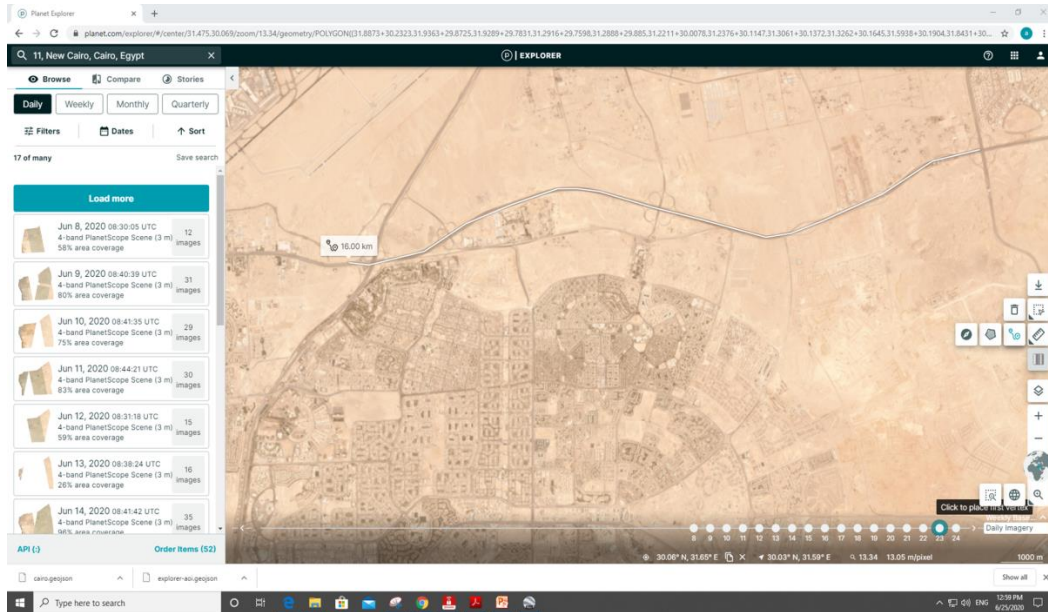 Planet Explorer
planet.com/explorer/#/center/31.475,30.069/zoom/13.34/geometry/POLYGON((31.8873+30.2323,31.9363+29.8725,31.9289+29.7831,31.2916+29.7598,31.2888+29.885,31.2211+30.0078,31.2376+30.1147,31.3061+30.1372,31.3262+30.1645,31.5938+30.1904,31.8431+30...
11, New Cairo, Cairo, Egypt
EXPLORER
Browse
Compare
Stories
Daily
Weekly
Monthly
Quarterly
Filters
Dates
Sort
17 of many
Save search
Load more
Jun 8, 2020 08:30:05 UTC
4-band PlanetScope Scene (3 m)
58% area coverage
12
images
Jun 9, 2020 08:40:39 UTC
4-band PlanetScope Scene (3 m)
80% area coverage
31
images
Jun 10, 2020 08:41:35 UTC
4-band PlanetScope Scene (3 m)
75% area coverage
29
images
Jun 11, 2020 08:44:21 UTC
4-band PlanetScope Scene (3 m)
83% area coverage
30
images
Jun 12, 2020 08:31:18 UTC
4-band PlanetScope Scene (3 m)
59% area coverage
15
images
Jun 13, 2020 08:38:24 UTC
4-band PlanetScope Scene (3 m)
26% area coverage
16
images
Jun 14, 2020 08:41:42 UTC
4-band PlanetScope Scene (3 m)
96% area coverage
35
images
API
Order Items (52)
16.00 km
Click to place first vertex
Daily Imagery
8 9 10 11 12 13 14 15 16 17 18 19 20 21 22 23 24
30.06° N, 31.65° E
30.03° N, 31.59° E
13.34
13.05 m/pixel
1000 m
cairo.geojson
explorer-aoi.geojson
Show all
Type here to search
ENG
12:59 PM
6/25/2020